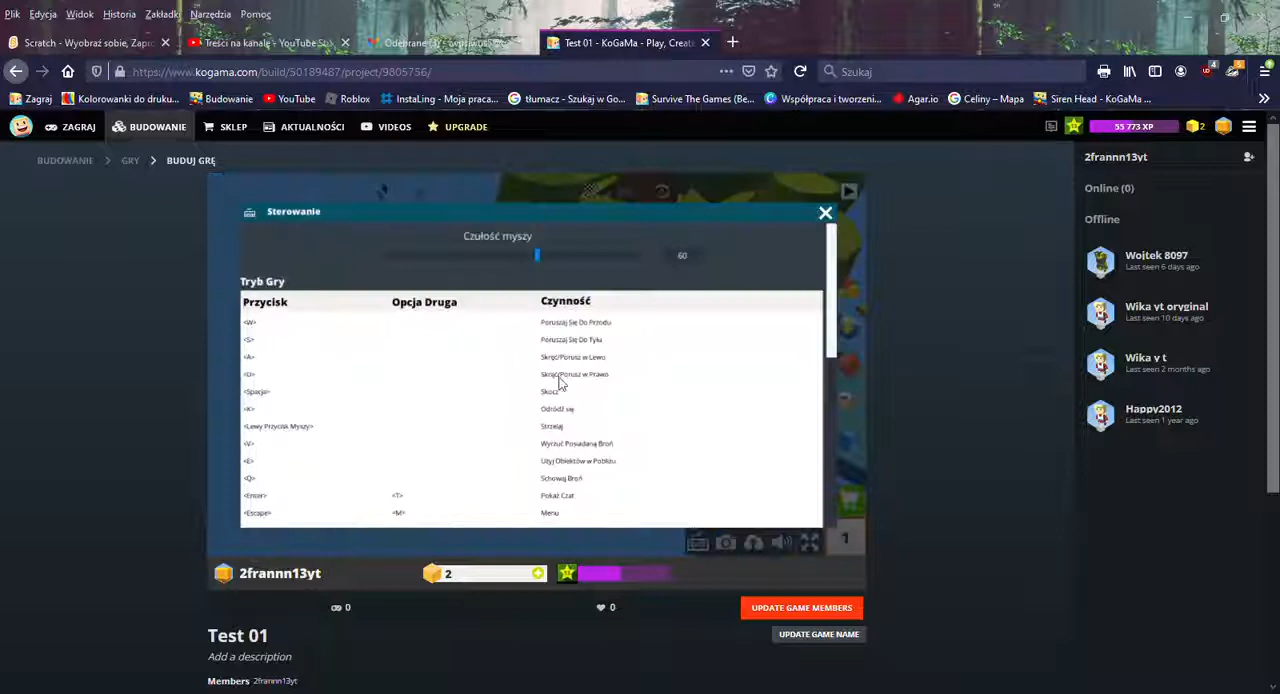 Plik Edycja Widok Historia Zakładki Narzędzia Pomoc
Scratch - Wyobraź sobie, Zapro
Treści na kanale - YouTube Stu
Odebrane
Test 01 - KoGaMa - Play, Create
https://www.kogama.com/build/50189487/project/9805756/
Szukaj
4
5
Zagraj
Kolorowanki do druku...
Budowanie
YouTube
Roblox
InstaLing - Moja praca...
tłumacz - Szukaj w Go...
Survive The Games (Be...
Współpraca i tworzeni...
Agar.io
Celiny – Mapa
Siren Head - KoGaMa ...
ZAGRAJ
BUDOWANIE
SKLEP
AKTUALNOŚCI
VIDEOS
UPGRADE
55 773 XP
2
BUDOWANIE
GRY
BUDUJ GRĘ
2frannn13yt
Online (0)
Offline
Wojtek 8097
Last seen 6 days ago
Wika yt oryginal
Last seen 10 days ago
Wika y t
Last seen 2 months ago
Happy2012
Last seen 1 year ago
Sterowanie
Czułość myszy
60
Tryb Gry
Przycisk Opcja Druga Czynność
<W> Poruszaj Się Do Przodu
<S> Poruszaj Się Do Tyłu
<A> Skręć/Porusz w Lewo
<D> Skręć/Porusz w Prawo
<Spacja> Skocz
<K> Odródź się
<Lewy Przycisk Myszy> Strzelaj
<V> Wyrzuć Posiadaną Broń
<E> Użyj Obiektów w Pobliżu
<Q> Schowaj Broń
<Enter> <T> Pokaż Czat
<Escape> <M> Menu
1
2frannn13yt
2
0
0
UPDATE GAME MEMBERS
Test 01
UPDATE GAME NAME
Add a description
Members 2frannn13yt